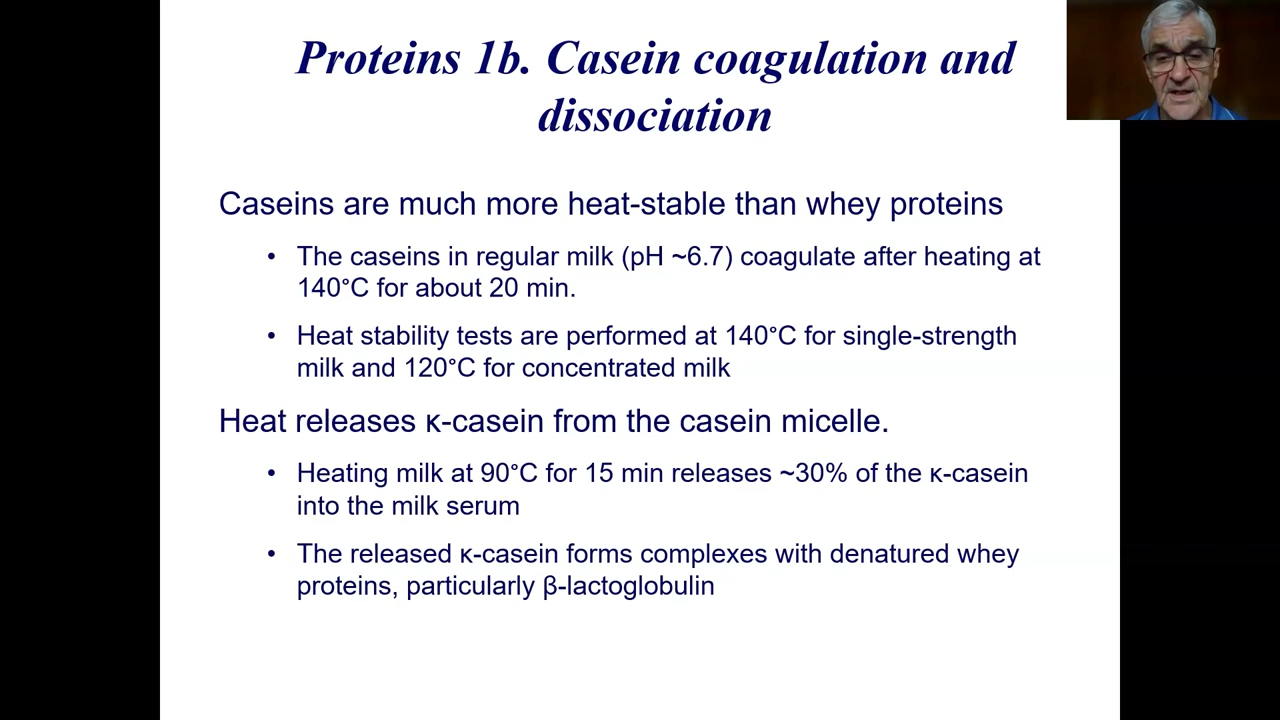 Proteins 1b. Casein coagulation and
dissociation
Caseins are much more heat-stable than whey proteins
• The caseins in regular milk (pH ~6.7) coagulate after heating at
140°C for about 20 min.
• Heat stability tests are performed at 140°C for single-strength
milk and 120°C for concentrated milk
Heat releases κ-casein from the casein micelle.
• Heating milk at 90°C for 15 min releases ~30% of the κ-casein
into the milk serum
• The released κ-casein forms complexes with denatured whey
proteins, particularly β-lactoglobulin